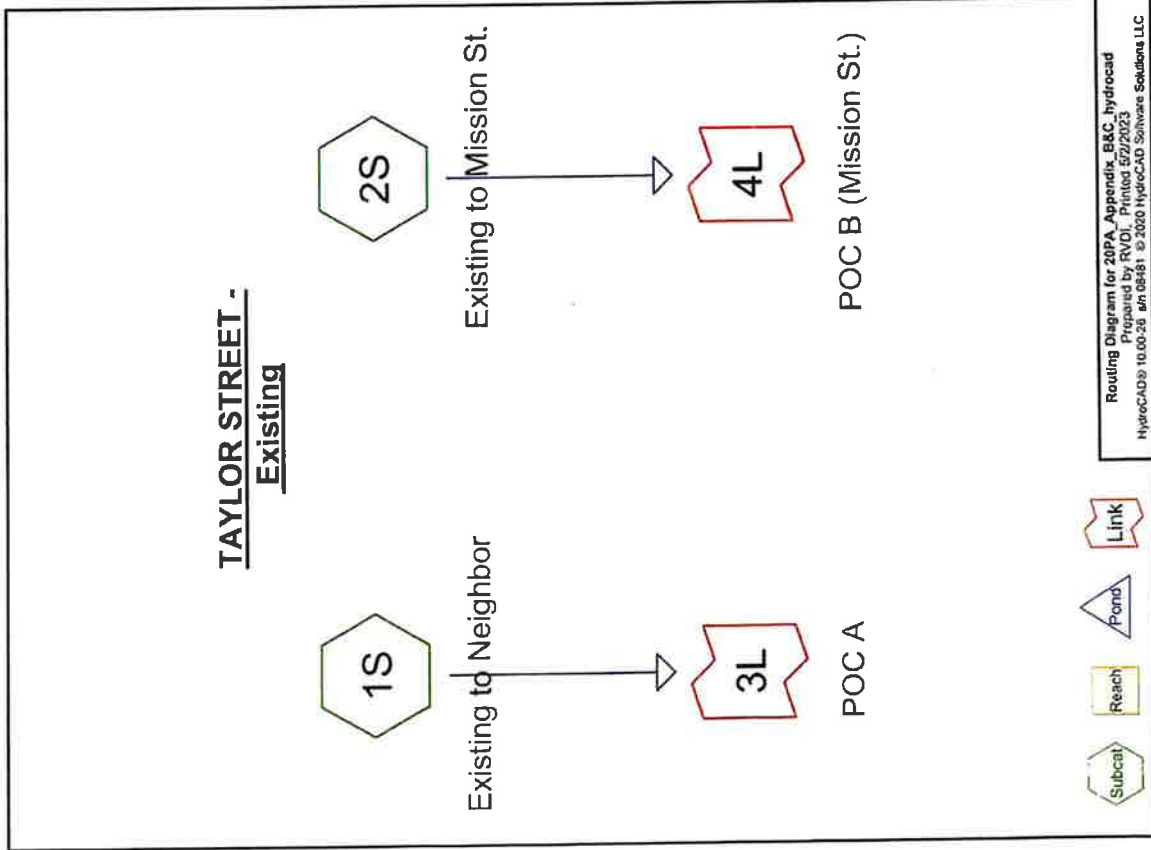 TAYLOR STREET -
Existing
1S
Existing to Neighbor
3L
POC A
2S
Existing to Mission St.
4L
POC B (Mission St.)
Subcat
Reach
Pond
Link
Routing Diagram for 20PA_Appendix_B&C_hydrocad
Prepared by RVDI, Printed 5/2/2023
HydroCAD® 10.00-26 s/n 08481 © 2020 HydroCAD Software Solutions LLC